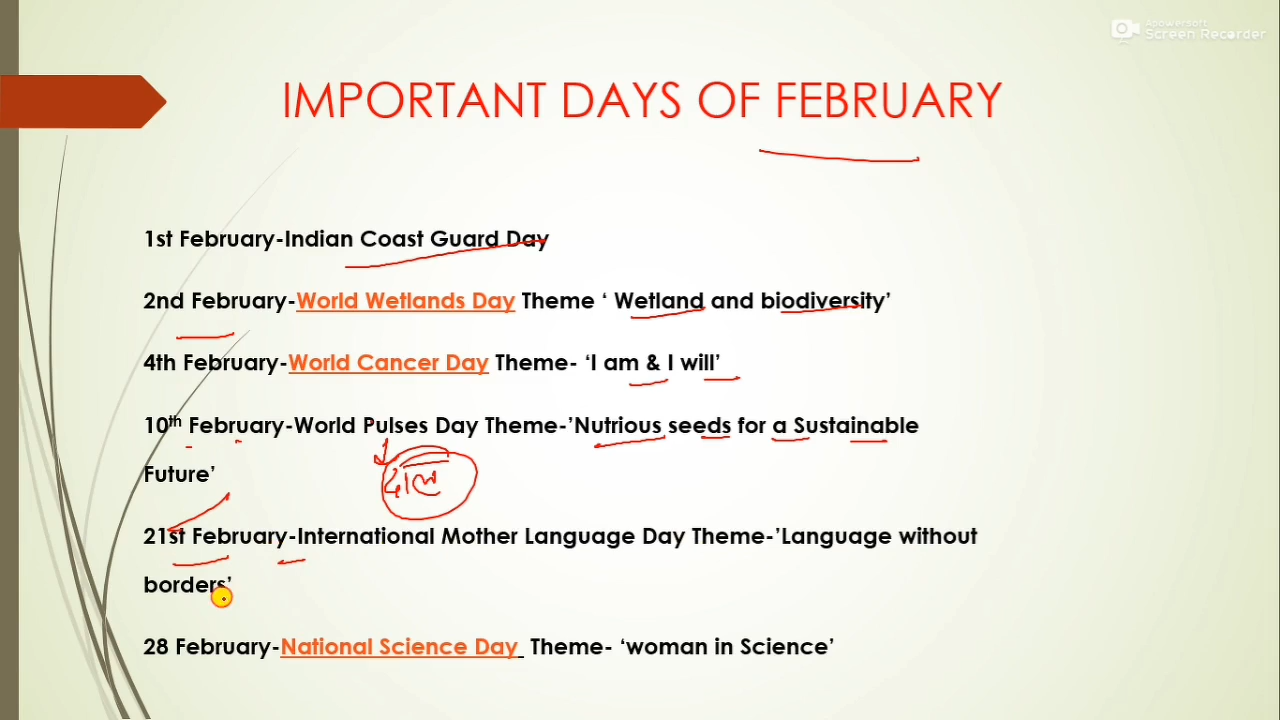 Apowersoft
Screen Recorder
IMPORTANT DAYS OF FEBRUARY
1st February-Indian Coast Guard Day
2nd February-World Wetlands Day Theme ‘ Wetland and biodiversity’
4th February-World Cancer Day Theme- ‘I am & I will’
10th February-World Pulses Day Theme-’Nutrious seeds for a Sustainable
Future’
21st February-International Mother Language Day Theme-’Language without
borders’
28 February-National Science Day Theme- ‘woman in Science’